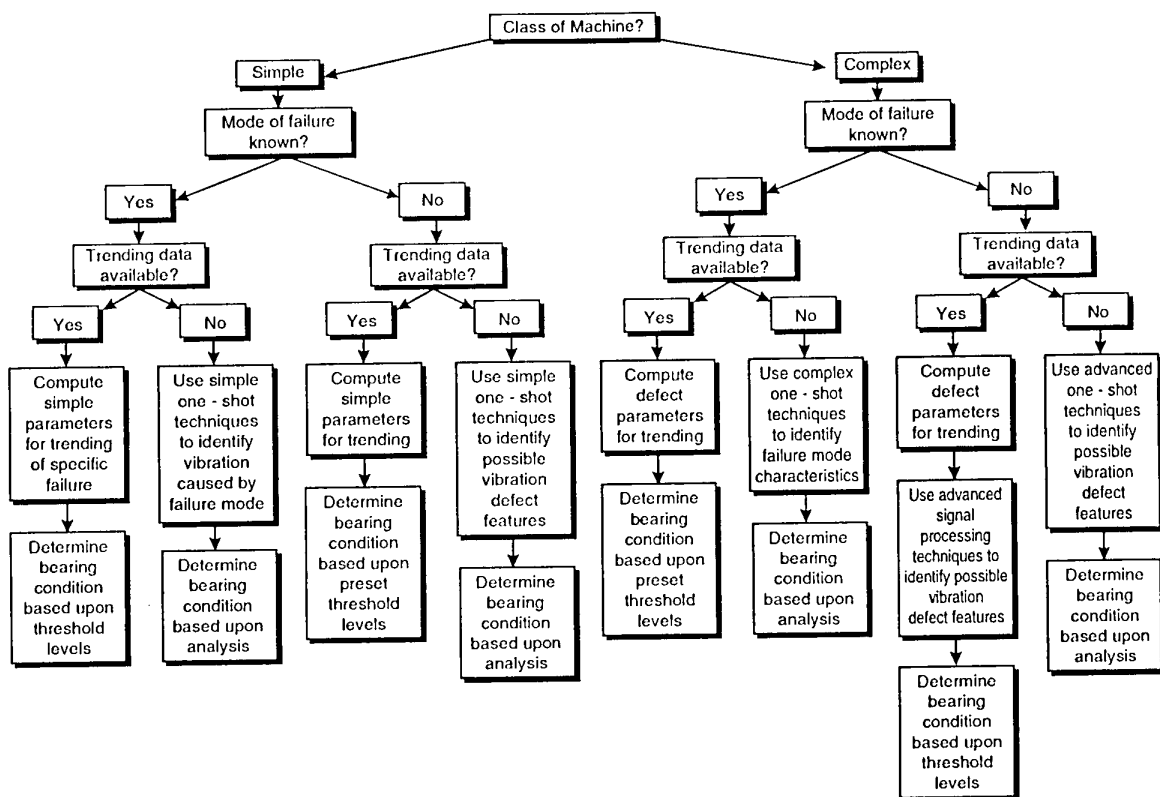 Class of Machine?
Simple
Complex
Mode of failure
known?
Mode of failure
known?
Yes
No
Yes
No
Trending data
available?
Trending data
available?
Trending data
available?
Trending data
available?
Yes
No
Yes
No
Yes
No
Yes
No
Compute
simple
parameters
for trending
of specific
failure
Use simple
one - shot
techniques
to identify
vibration
caused by
failure mode
Compute
simple
parameters
for trending
Use simple
one - shot
techniques
to identify
possible
vibration
defect
features
Compute
defect
parameters
for trending
Use complex
one - shot
techniques
to identify
failure mode
characteristics
Compute
defect
parameters
for trending
Use advanced
one - shot
techniques
to identify
possible
vibration
defect
features
Determine
bearing
condition
based upon
threshold
levels
Determine
bearing
condition
based upon
analysis
Determine
bearing
condition
based upon
preset
threshold
levels
Determine
bearing
condition
based upon
analysis
Determine
bearing
condition
based upon
preset
threshold
levels
Determine
bearing
condition
based upon
analysis
Use advanced
signal
processing
techniques to
identify possible
vibration
defect features
Determine
bearing
condition
based upon
analysis
Determine
bearing
condition
based upon
threshold
levels